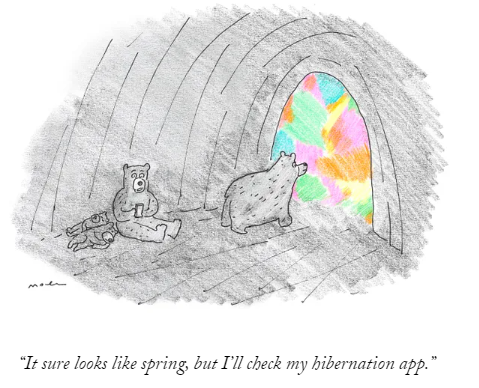 “It sure looks like spring, but I’ll check my hibernation app.”